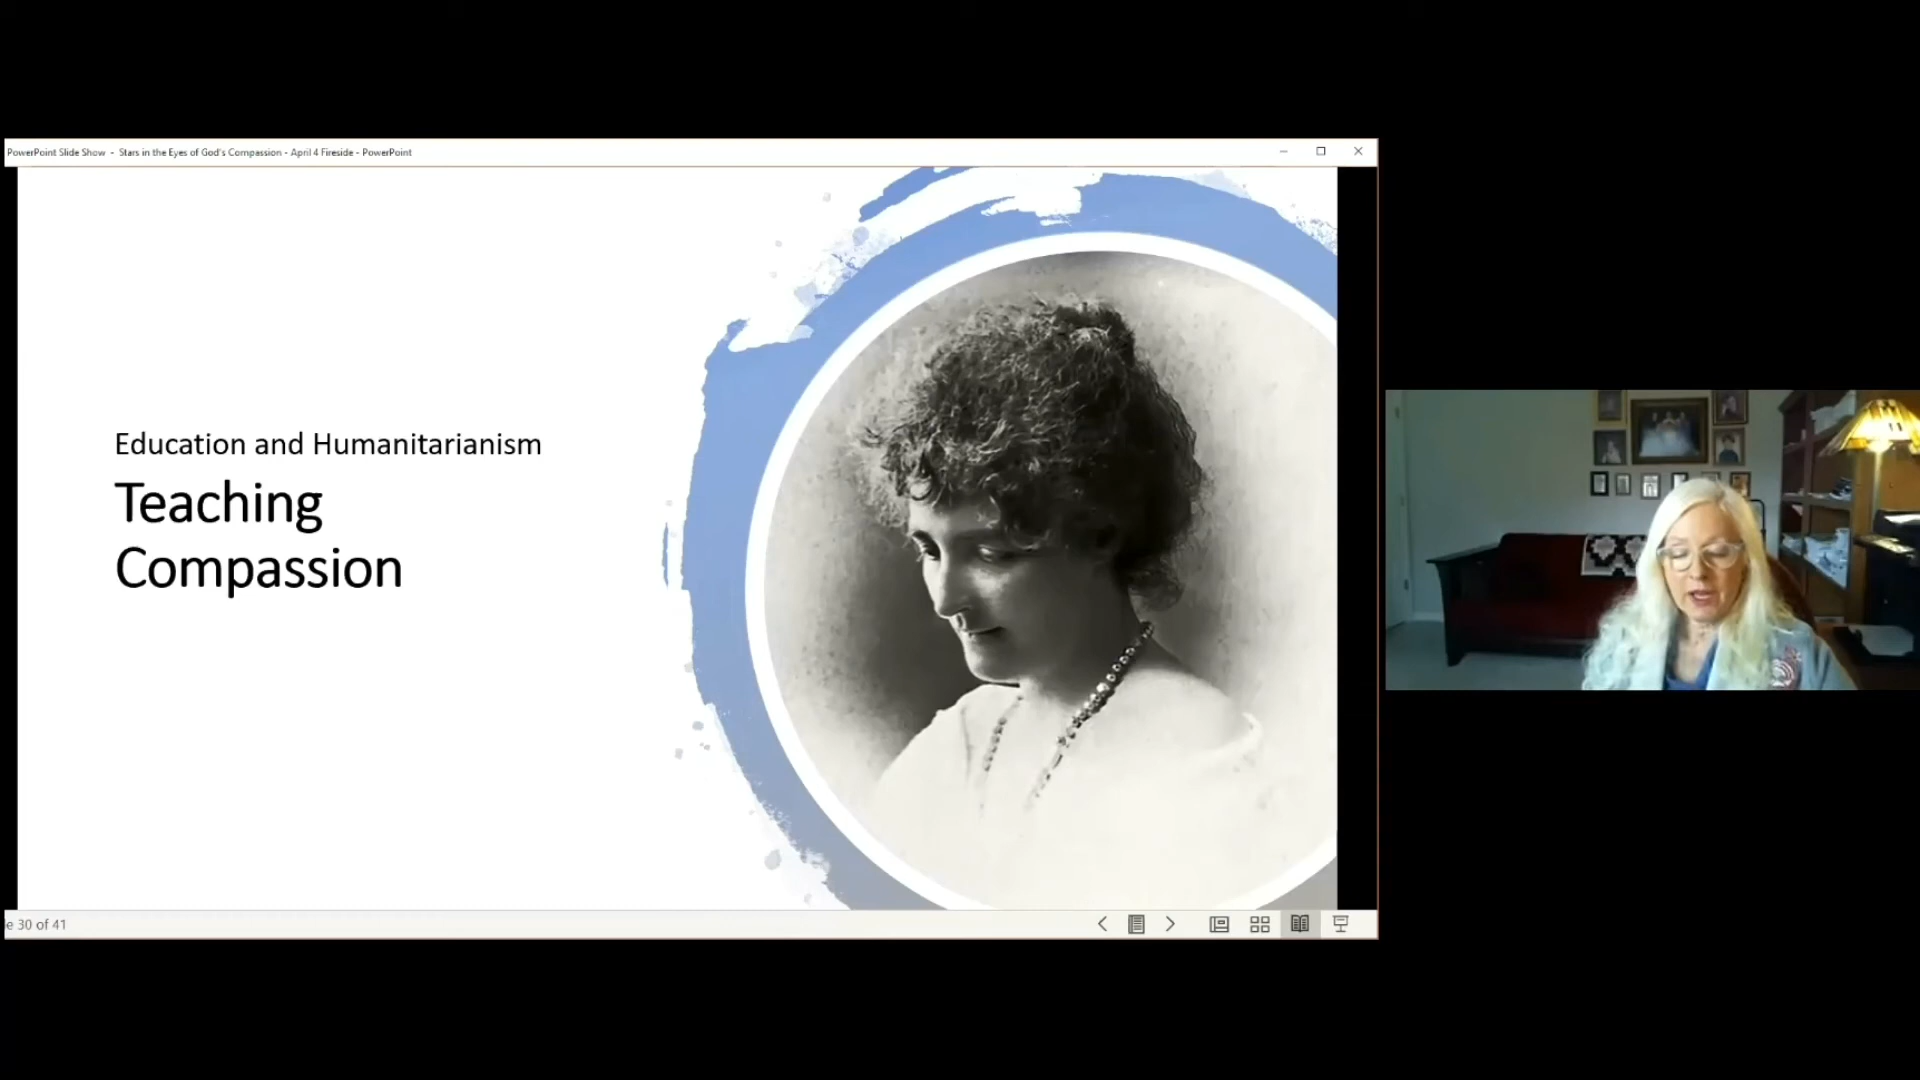 PowerPoint Slide Show - Stars in the Eyes of God's Compassion - April 4 Fireside - PowerPoint
Education and Humanitarianism
Teaching
Compassion
e 30 of 41